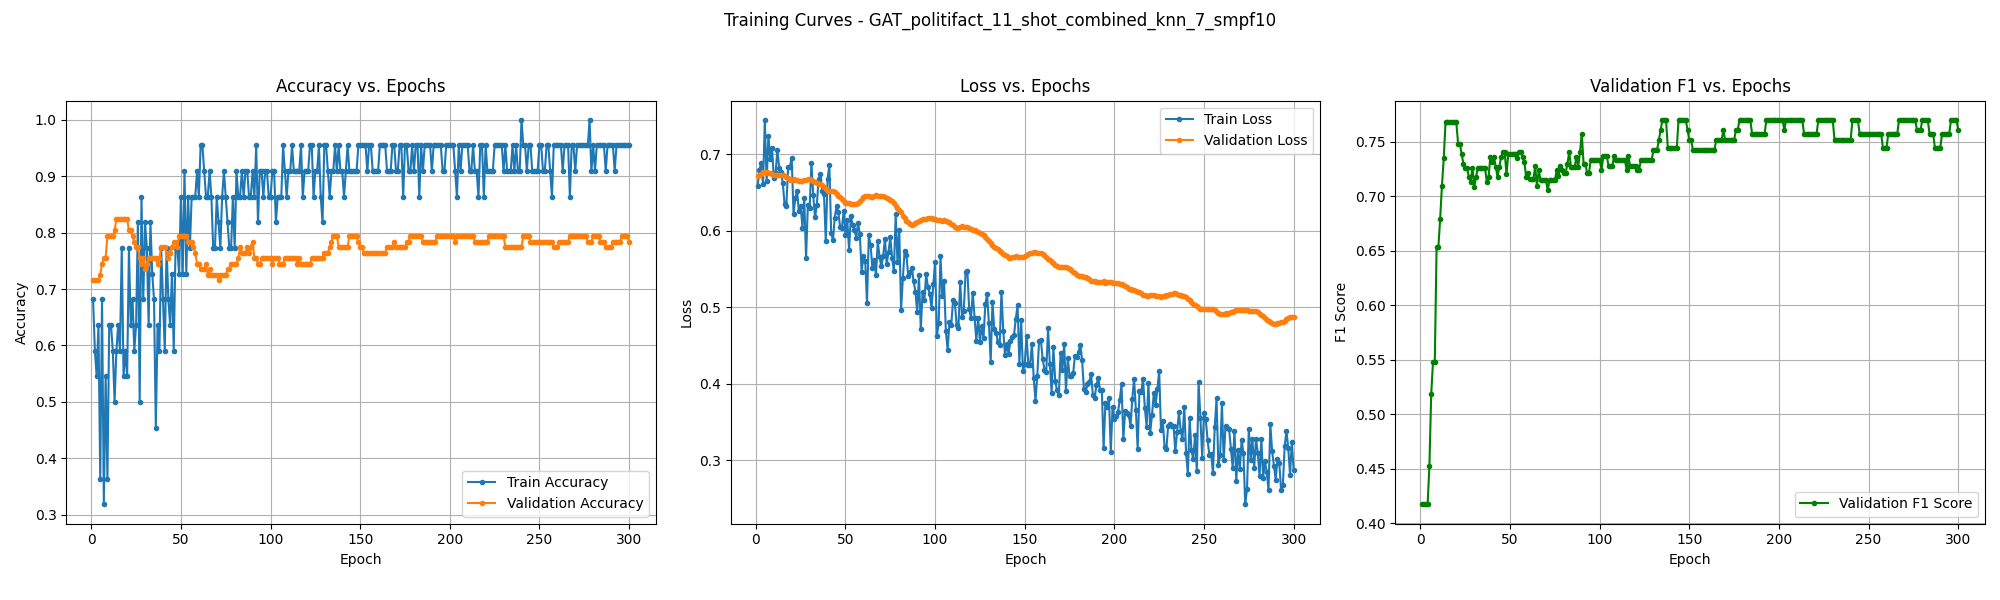 Training Curves - GAT_politifact_11_shot_combined_knn_7_smpf10
Accuracy vs. Epochs
1.0
0.9
0.8
0.7
0.6
0.5
0.4
0.3
Accuracy
Train Accuracy
Validation Accuracy
0 50 100 150 200 250 300
Epoch
Loss vs. Epochs
0.7
0.6
0.5
0.4
0.3
Loss
Train Loss
Validation Loss
0 50 100 150 200 250 300
Epoch
Validation F1 vs. Epochs
0.75
0.70
0.65
0.60
0.55
0.50
0.45
0.40
F1 Score
Validation F1 Score
0 50 100 150 200 250 300
Epoch